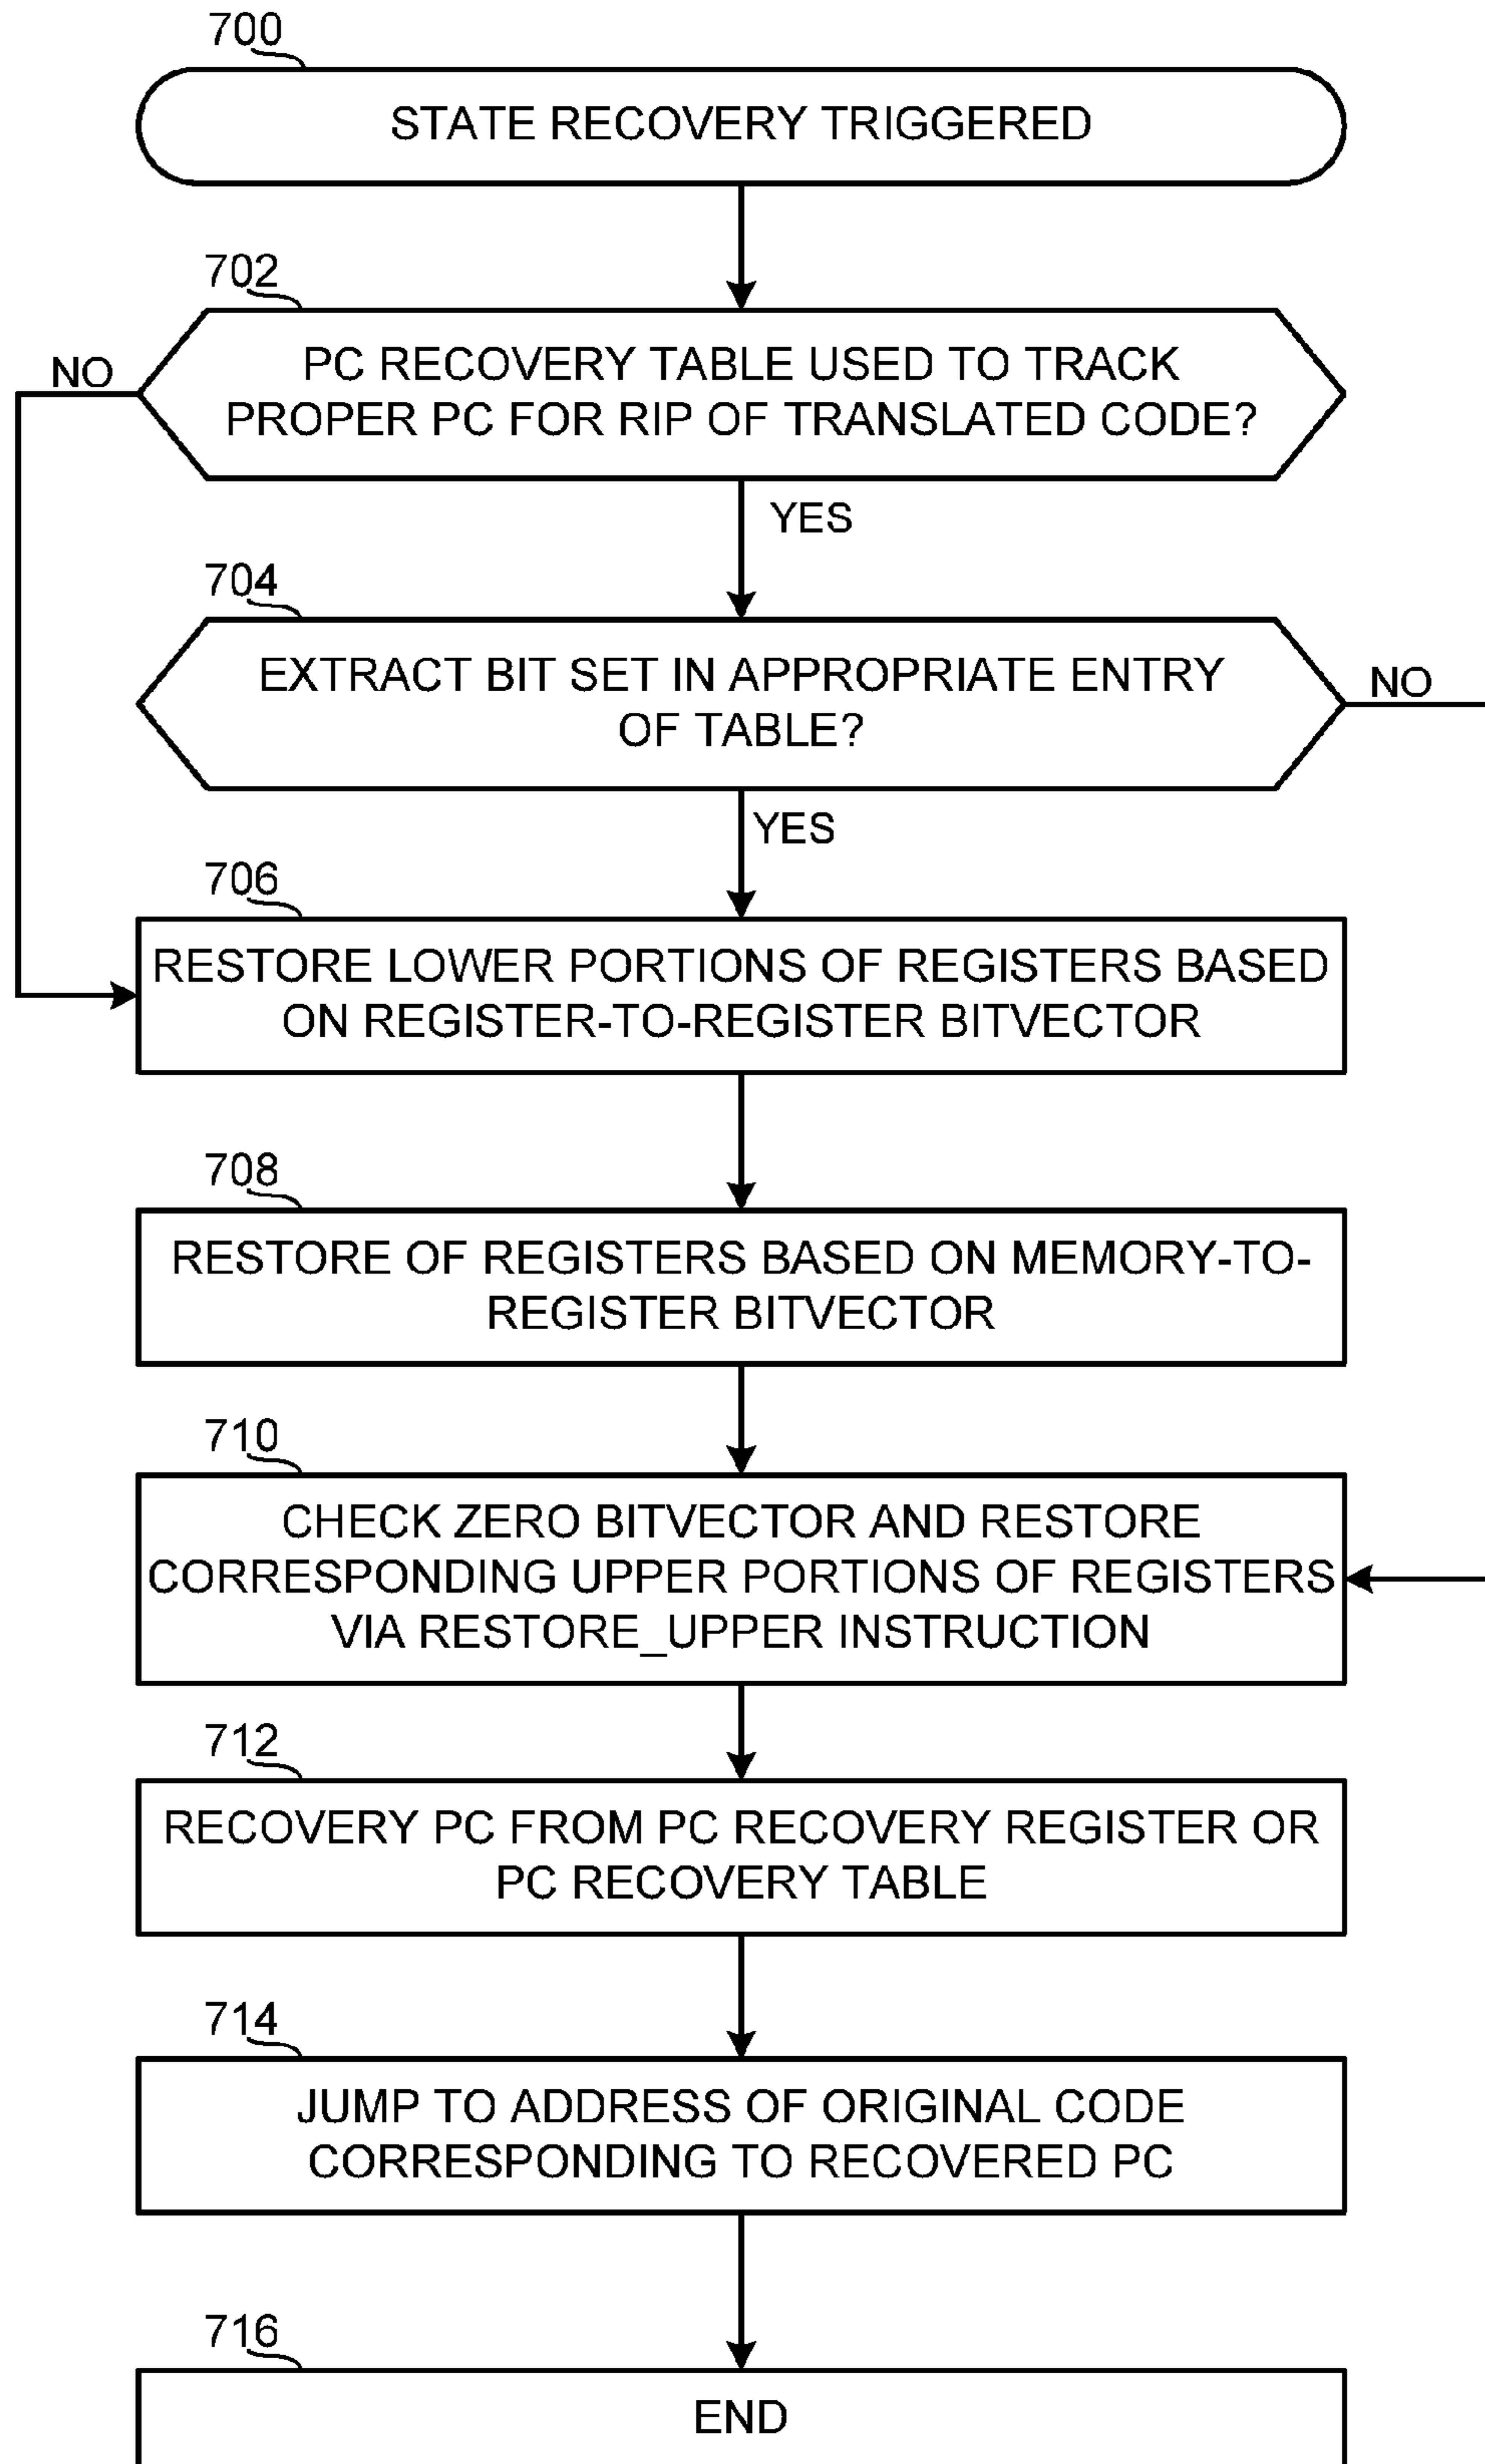 700
STATE RECOVERY TRIGGERED
702
NO
PC RECOVERY TABLE USED TO TRACK
PROPER PC FOR RIP OF TRANSLATED CODE?
YES
704
EXTRACT BIT SET IN APPROPRIATE ENTRY
OF TABLE?
NO
YES
706
RESTORE LOWER PORTIONS OF REGISTERS BASED
ON REGISTER-TO-REGISTER BITVECTOR
708
RESTORE OF REGISTERS BASED ON MEMORY-TO-
REGISTER BITVECTOR
710
CHECK ZERO BITVECTOR AND RESTORE
CORRESPONDING UPPER PORTIONS OF REGISTERS
VIA RESTORE_UPPER INSTRUCTION
712
RECOVERY PC FROM PC RECOVERY REGISTER OR
PC RECOVERY TABLE
714
JUMP TO ADDRESS OF ORIGINAL CODE
CORRESPONDING TO RECOVERED PC
716
END